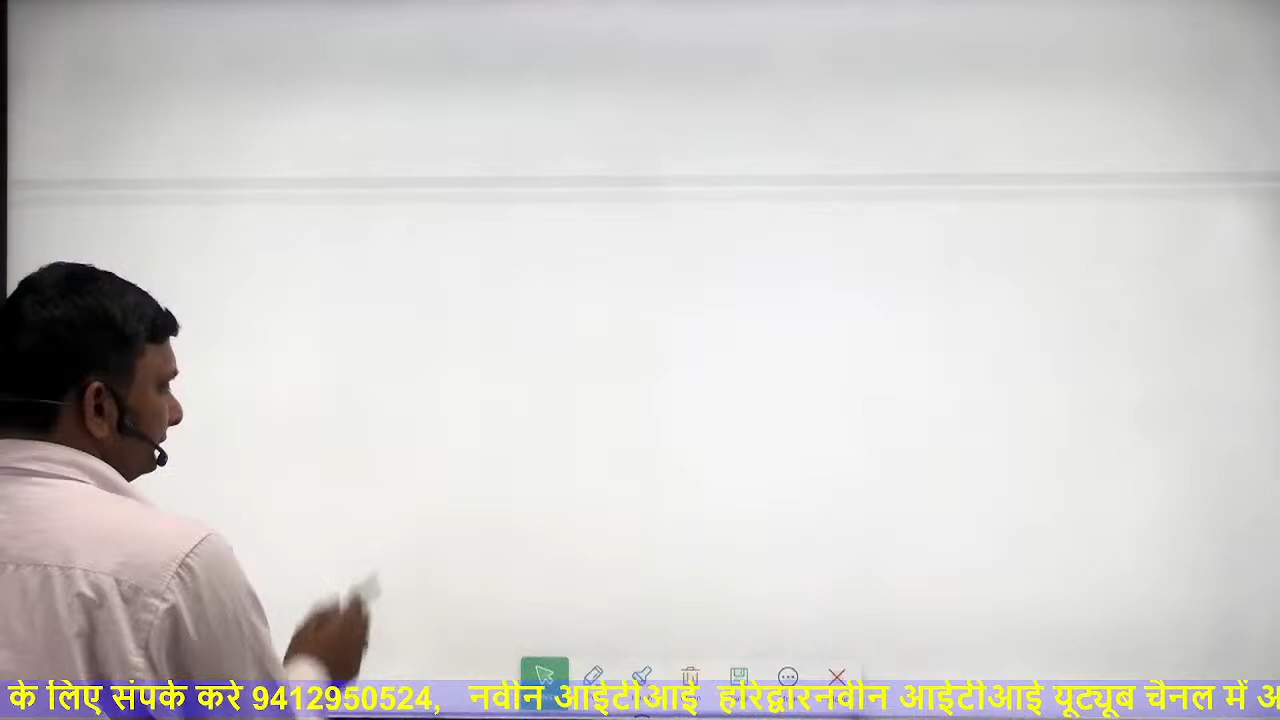 के लिए संपर्क करे 9412950524, नवीन आईटीआई हरिद्वारनवीन आईटीआई यूट्यूब चैनल में